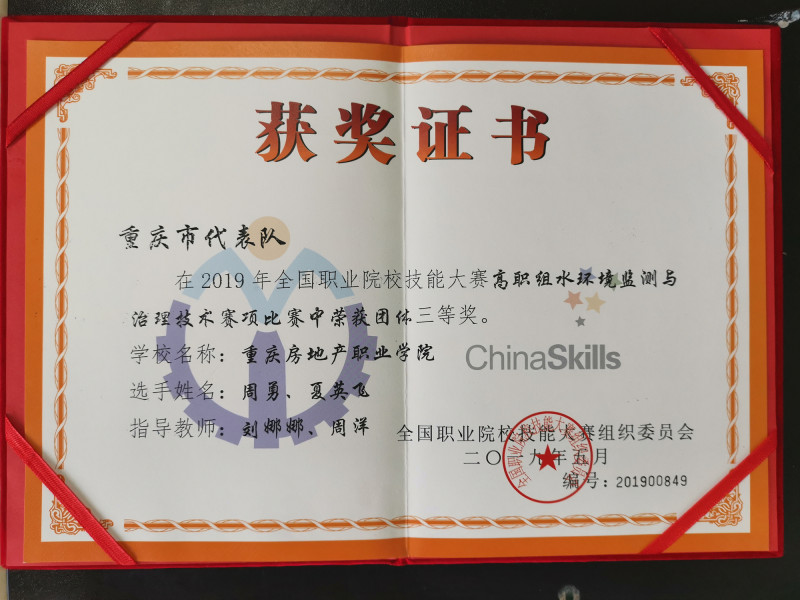 获奖证书
重庆市代表队
在2019年全国职业院校技能大赛高职组水环境监测与
治理技术赛项比赛中荣获团体三等奖。
学校名称：重庆房地产职业学院
ChinaSkills
选手姓名：周勇、夏英飞
指导教师：刘娜娜、周洋
全国职业院校技能大赛组织委员会
二〇一九年五月
编号：201900849